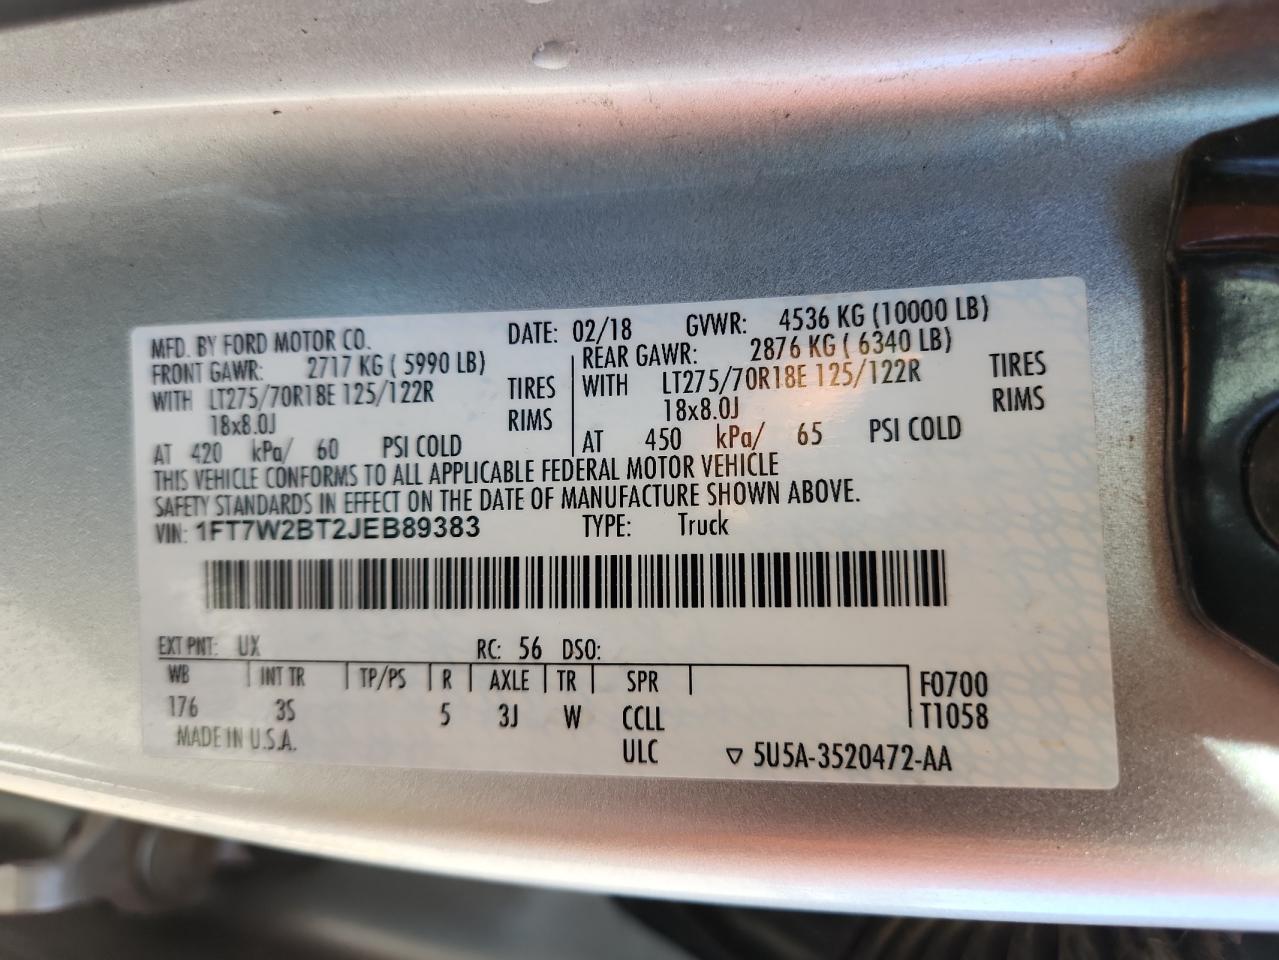 MFD. BY FORD MOTOR CO. DATE: 02/18 GVWR: 4536 KG (10000 LB)
FRONT GAWR: 2717 KG ( 5990 LB) REAR GAWR: 2876 KG ( 6340 LB)
WITH LT275/70R18E 125/122R TIRES WITH LT275/70R18E 125/122R TIRES
18x8.0J RIMS 18x8.0J RIMS
AT 420 kPa/ 60 PSI COLD AT 450 kPa/ 65 PSI COLD
THIS VEHICLE CONFORMS TO ALL APPLICABLE FEDERAL MOTOR VEHICLE
SAFETY STANDARDS IN EFFECT ON THE DATE OF MANUFACTURE SHOWN ABOVE.
VIN: 1FT7W2BT2JEB89383 TYPE: Truck
EXT PNT: UX RC: 56 DSO:
WB INT TR TP/PS R AXLE TR SPR F0700
176 3S 5 3J W CCLL T1058
MADE IN U.S.A. ULC ▽ 5U5A-3520472-AA